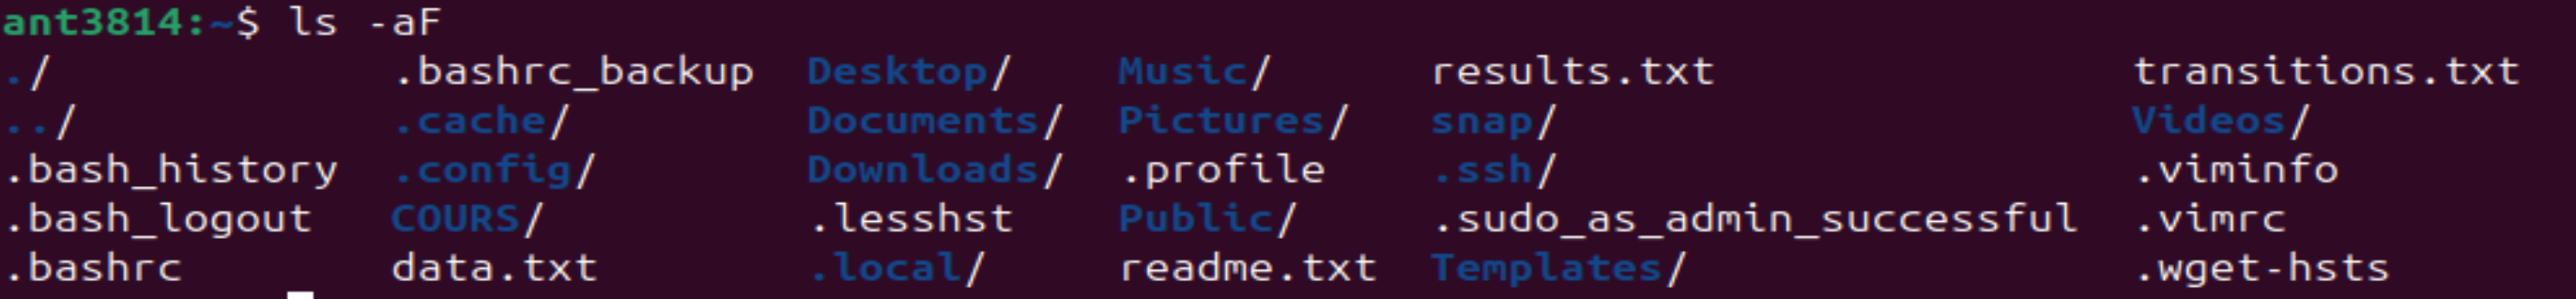 ant3814:~$ ls -aF
./ .bashrc_backup Desktop/ Music/ results.txt transitions.txt
../ .cache/ Documents/ Pictures/ snap/ Videos/
.bash_history .config/ Downloads/ .profile .ssh/ .viminfo
.bash_logout COURS/ .lesshst Public/ .sudo_as_admin_successful .vimrc
.bashrc data.txt .local/ readme.txt Templates/ .wget-hsts